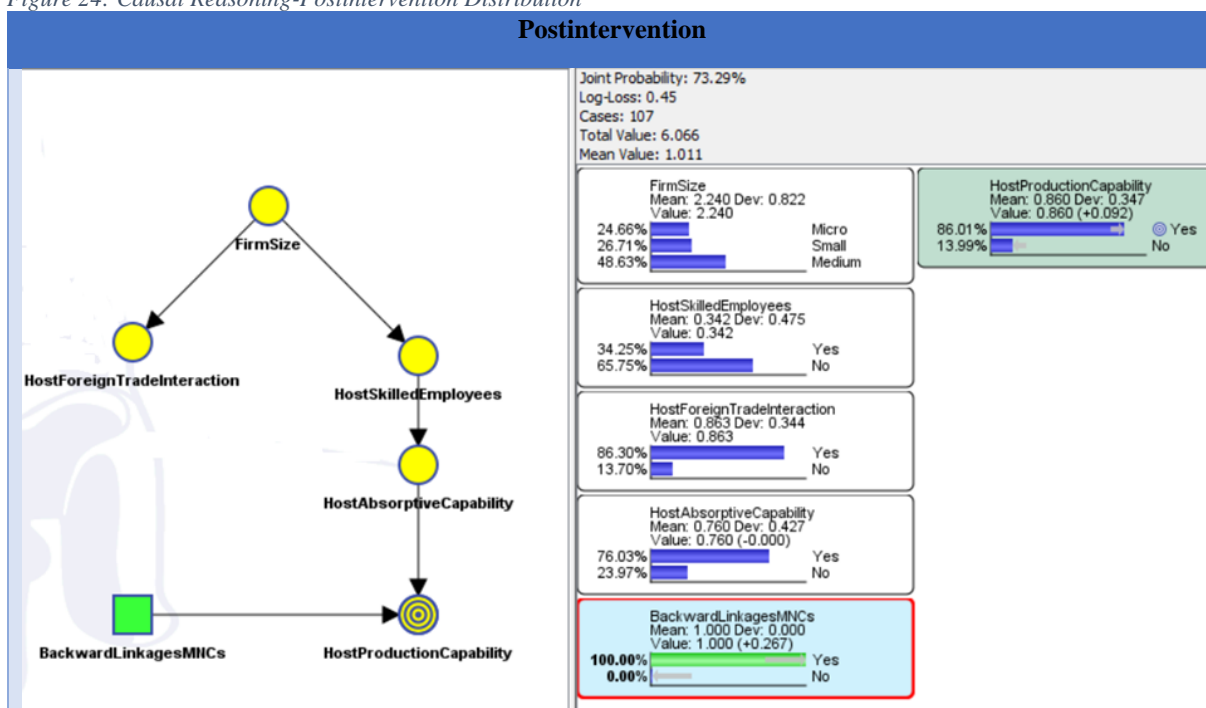 Figure 24: Causal Reasoning-Postintervention Distribution
Postintervention
FirmSize
HostForeignTradeInteraction
HostSkilledEmployees
HostAbsorptiveCapability
BackwardLinkagesMNCs
HostProductionCapability
Joint Probability: 73.29%
Log-Loss: 0.45
Cases: 107
Total Value: 6.066
Mean Value: 1.011
FirmSize
Mean: 2.240 Dev: 0.822
Value: 2.240
24.66% Micro
26.71% Small
48.63% Medium
HostSkilledEmployees
Mean: 0.342 Dev: 0.475
Value: 0.342
34.25% Yes
65.75% No
HostForeignTradeInteraction
Mean: 0.863 Dev: 0.344
Value: 0.863
86.30% Yes
13.70% No
HostAbsorptiveCapability
Mean: 0.760 Dev: 0.427
Value: 0.760 (-0.000)
76.03% Yes
23.97% No
BackwardLinkagesMNCs
Mean: 1.000 Dev: 0.000
Value: 1.000 (+0.267)
100.00% Yes
0.00% No
HostProductionCapability
Mean: 0.860 Dev: 0.347
Value: 0.860 (+0.092)
86.01% Yes
13.99% No